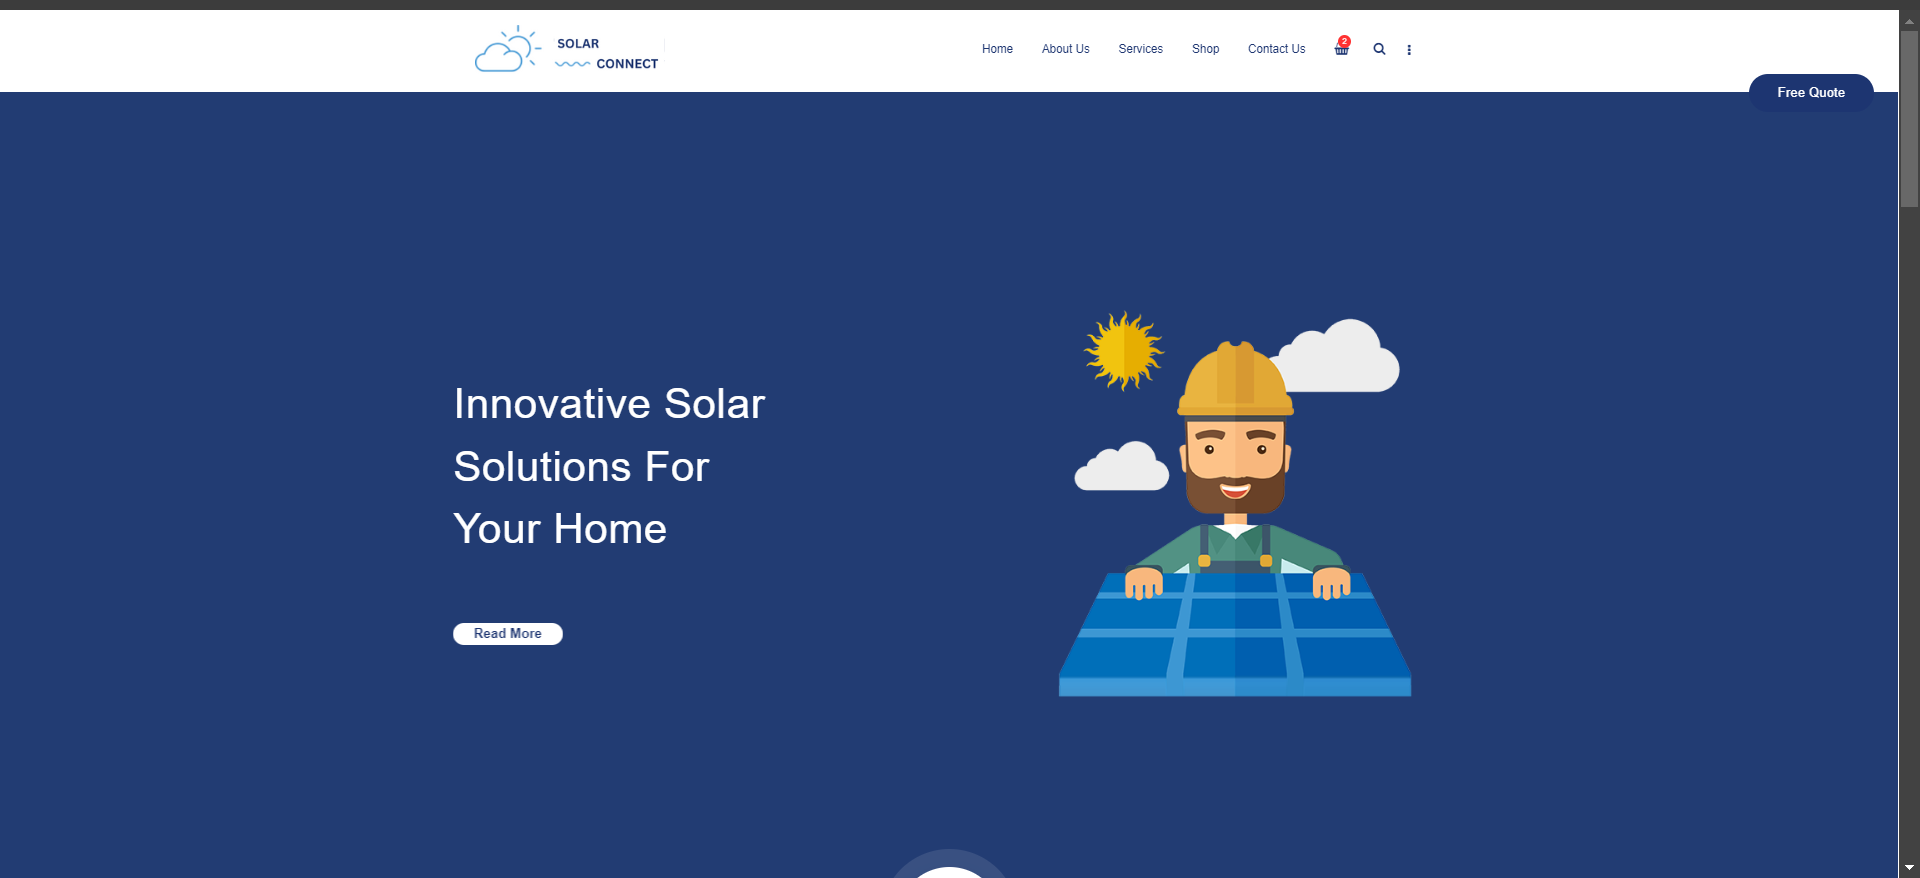 SOLAR
CONNECT
Home About Us Services Shop Contact Us 2
Free Quote
Innovative Solar
Solutions For
Your Home
Read More